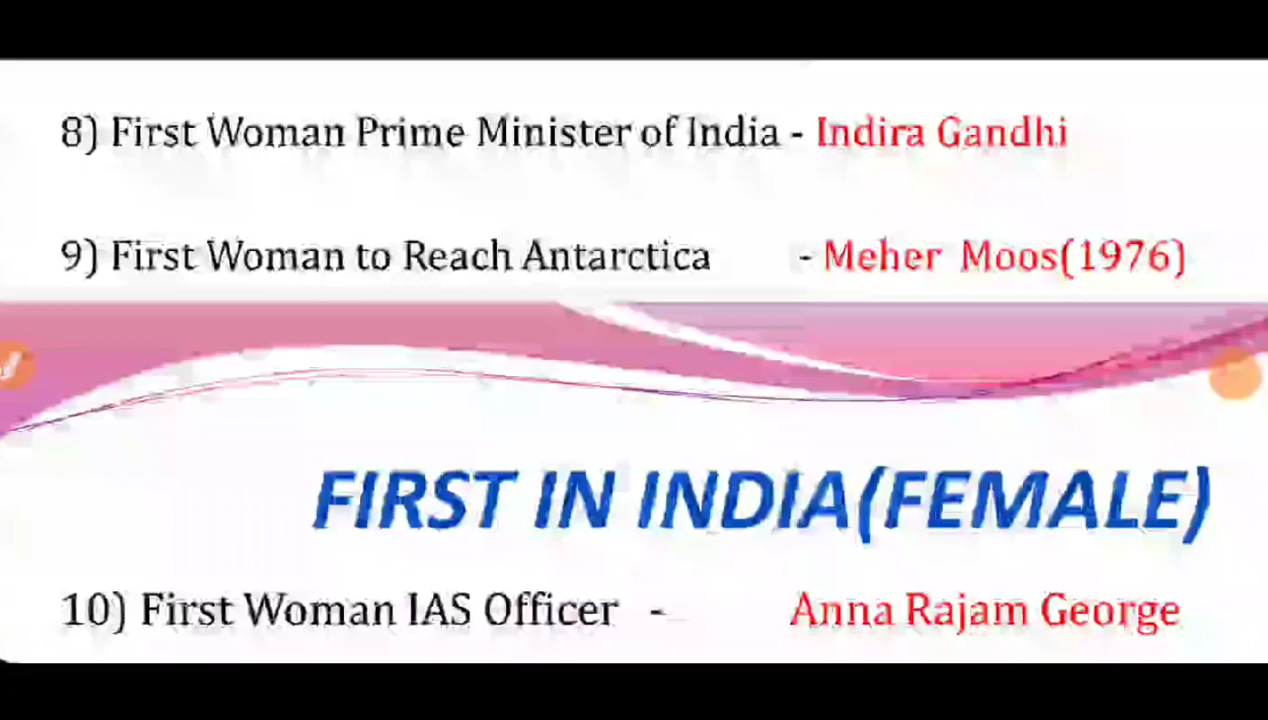 8) First Woman Prime Minister of India - Indira Gandhi
9) First Woman to Reach Antarctica - Meher Moos(1976)
FIRST IN INDIA(FEMALE)
10) First Woman IAS Officer - Anna Rajam George